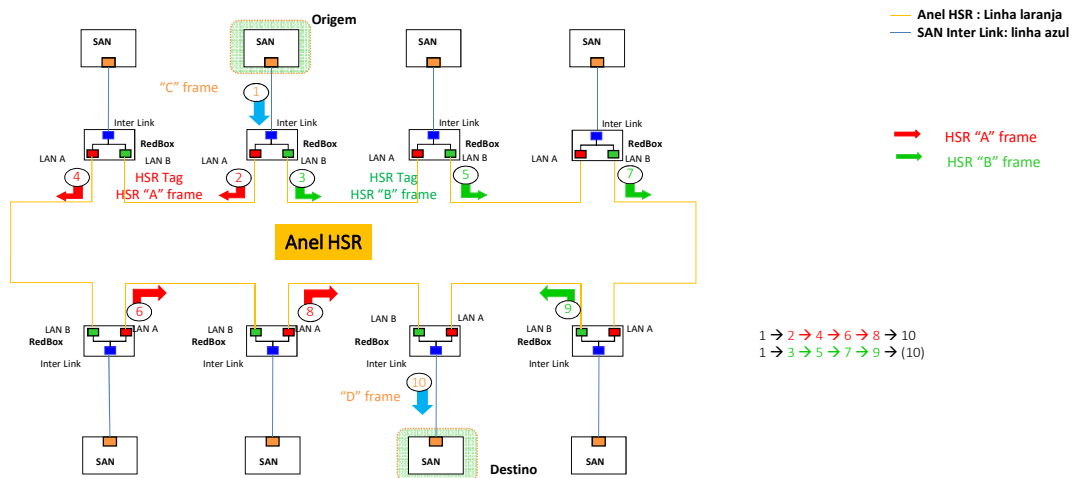 Origem
Anel HSR : Linha laranja
SAN Inter Link: linha azul
SAN
SAN
SAN
SAN
"C" frame
1
Inter Link
Inter Link
Inter Link
Inter Link
RedBox
RedBox
RedBox
RedBox
HSR "A" frame
HSR "B" frame
LAN A
LAN B
LAN A
LAN B
LAN A
LAN B
LAN A
LAN B
4
HSR Tag
HSR "A" frame
2
3
HSR Tag
HSR "B" frame
5
7
Anel HSR
6
8
9
LAN B
LAN A
LAN B
LAN A
LAN B
LAN A
LAN B
LAN A
RedBox
RedBox
RedBox
RedBox
Inter Link
Inter Link
Inter Link
Inter Link
1 → 2 → 4 → 6 → 8 → 10
1 → 3 → 5 → 7 → 9 → (10)
"D" frame
10
SAN
SAN
SAN
SAN
Destino